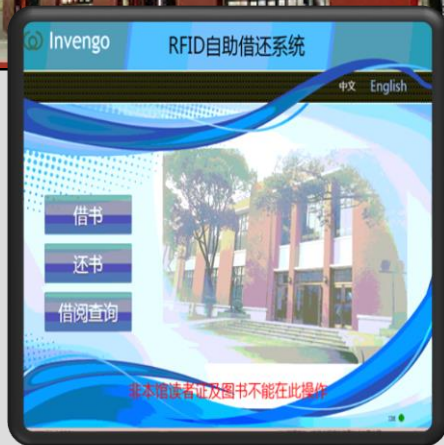 Invengo
RFID自助借还系统
中文 English
借书
还书
借阅查询
非本馆读者证及图书不能在此操作